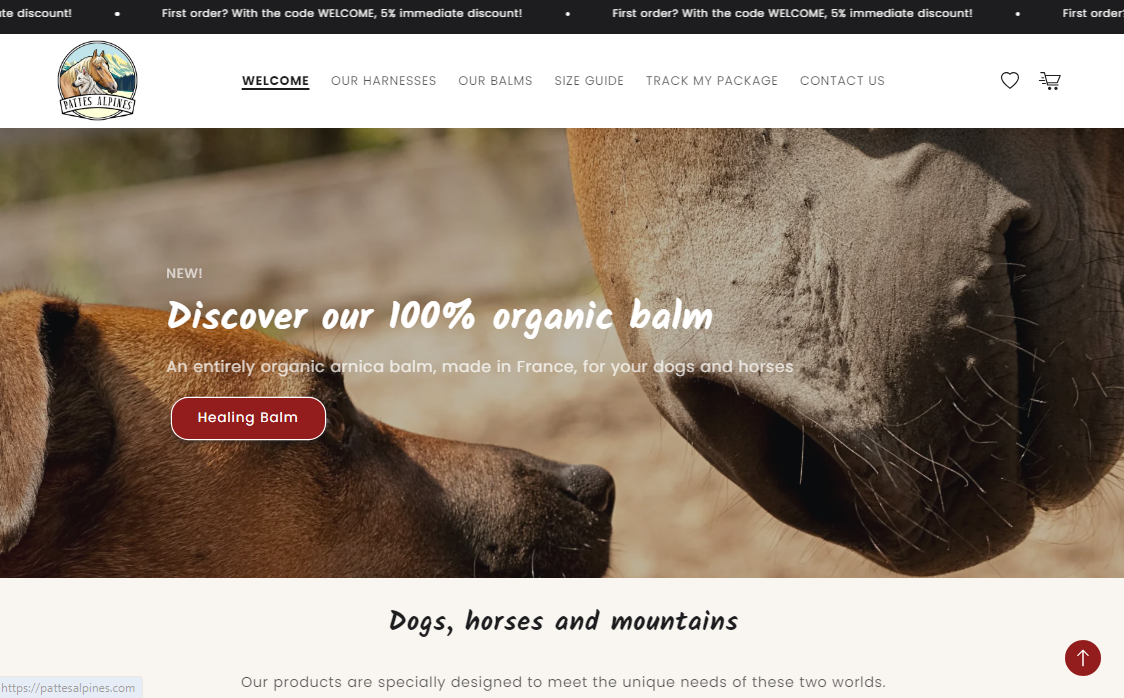 te discount! • First order? With the code WELCOME, 5% immediate discount! • First order? With the code WELCOME, 5% immediate discount! • First order?
PATTES ALPINES
WELCOME OUR HARNESSES OUR BALMS SIZE GUIDE TRACK MY PACKAGE CONTACT US
NEW!
Discover our 100% organic balm
An entirely organic arnica balm, made in France, for your dogs and horses
Healing Balm
Dogs, horses and mountains
Our products are specially designed to meet the unique needs of these two worlds.
https://pattesalpines.com